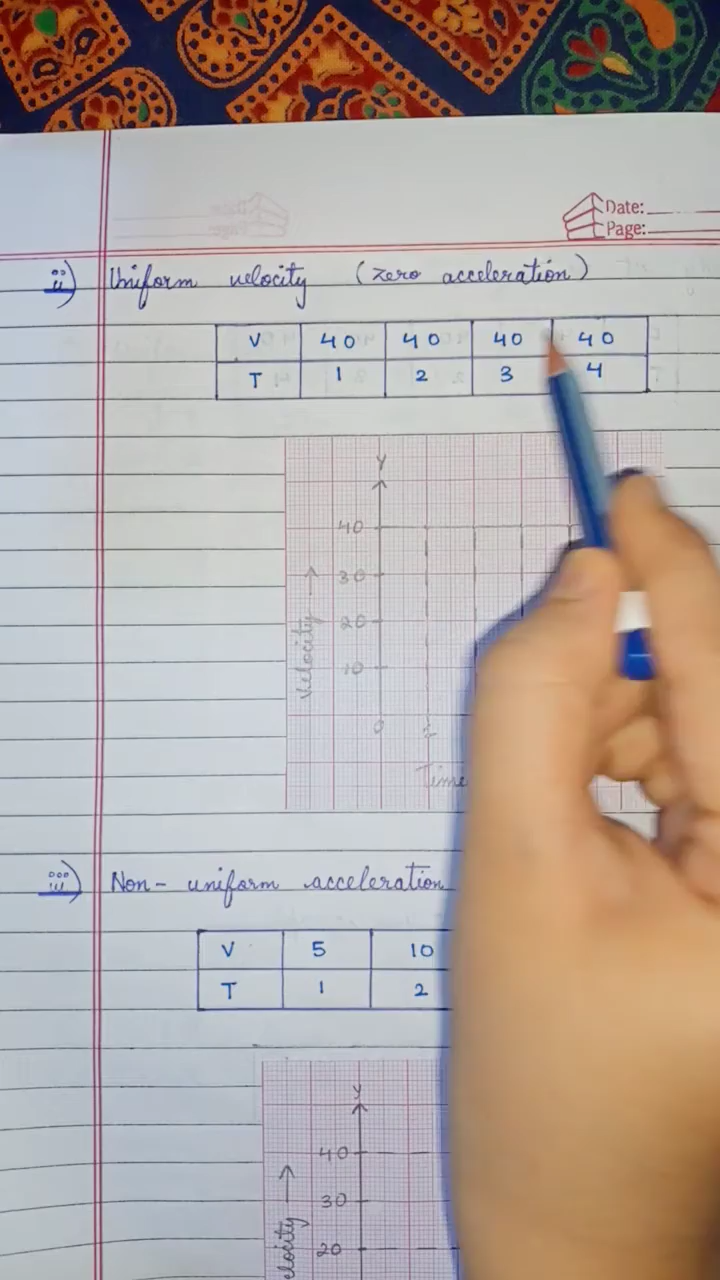 Date:
Page:
ii) Uniform velocity (zero acceleration)
V 40 40 40 40
T 1 2 3 4
Y
40
30
20
10
Velocity →
0 1
Time
iii) Non-uniform acceleration
V 5 10
T 1 2
Y
40
30
20